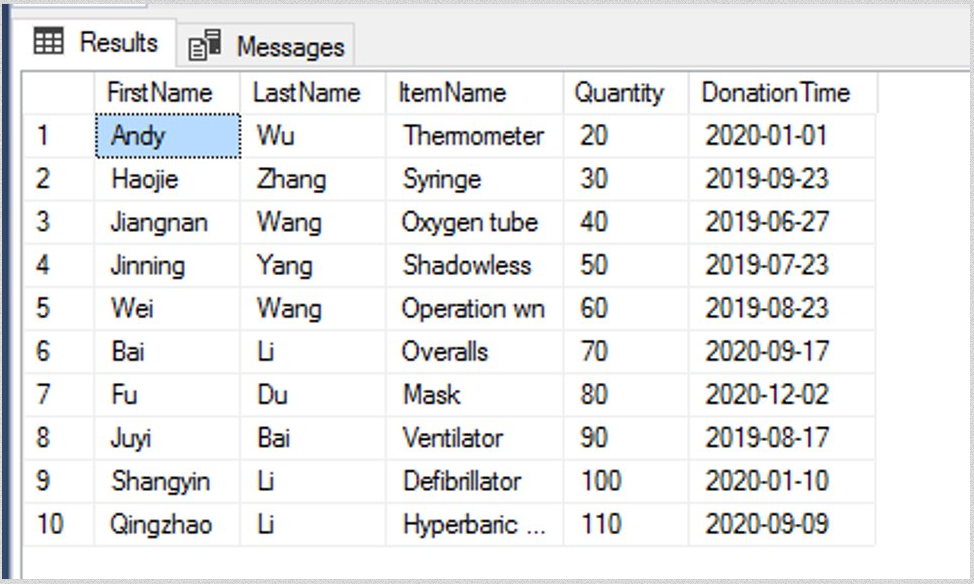 Results Messages
FirstName LastName ItemName Quantity DonationTime
1 Andy Wu Thermometer 20 2020-01-01
2 Haojie Zhang Syringe 30 2019-09-23
3 Jiangnan Wang Oxygen tube 40 2019-06-27
4 Jinning Yang Shadowless 50 2019-07-23
5 Wei Wang Operation wn 60 2019-08-23
6 Bai Li Overalls 70 2020-09-17
7 Fu Du Mask 80 2020-12-02
8 Juyi Bai Ventilator 90 2019-08-17
9 Shangyin Li Defibrillator 100 2020-01-10
10 Qingzhao Li Hyperbaric ... 110 2020-09-09